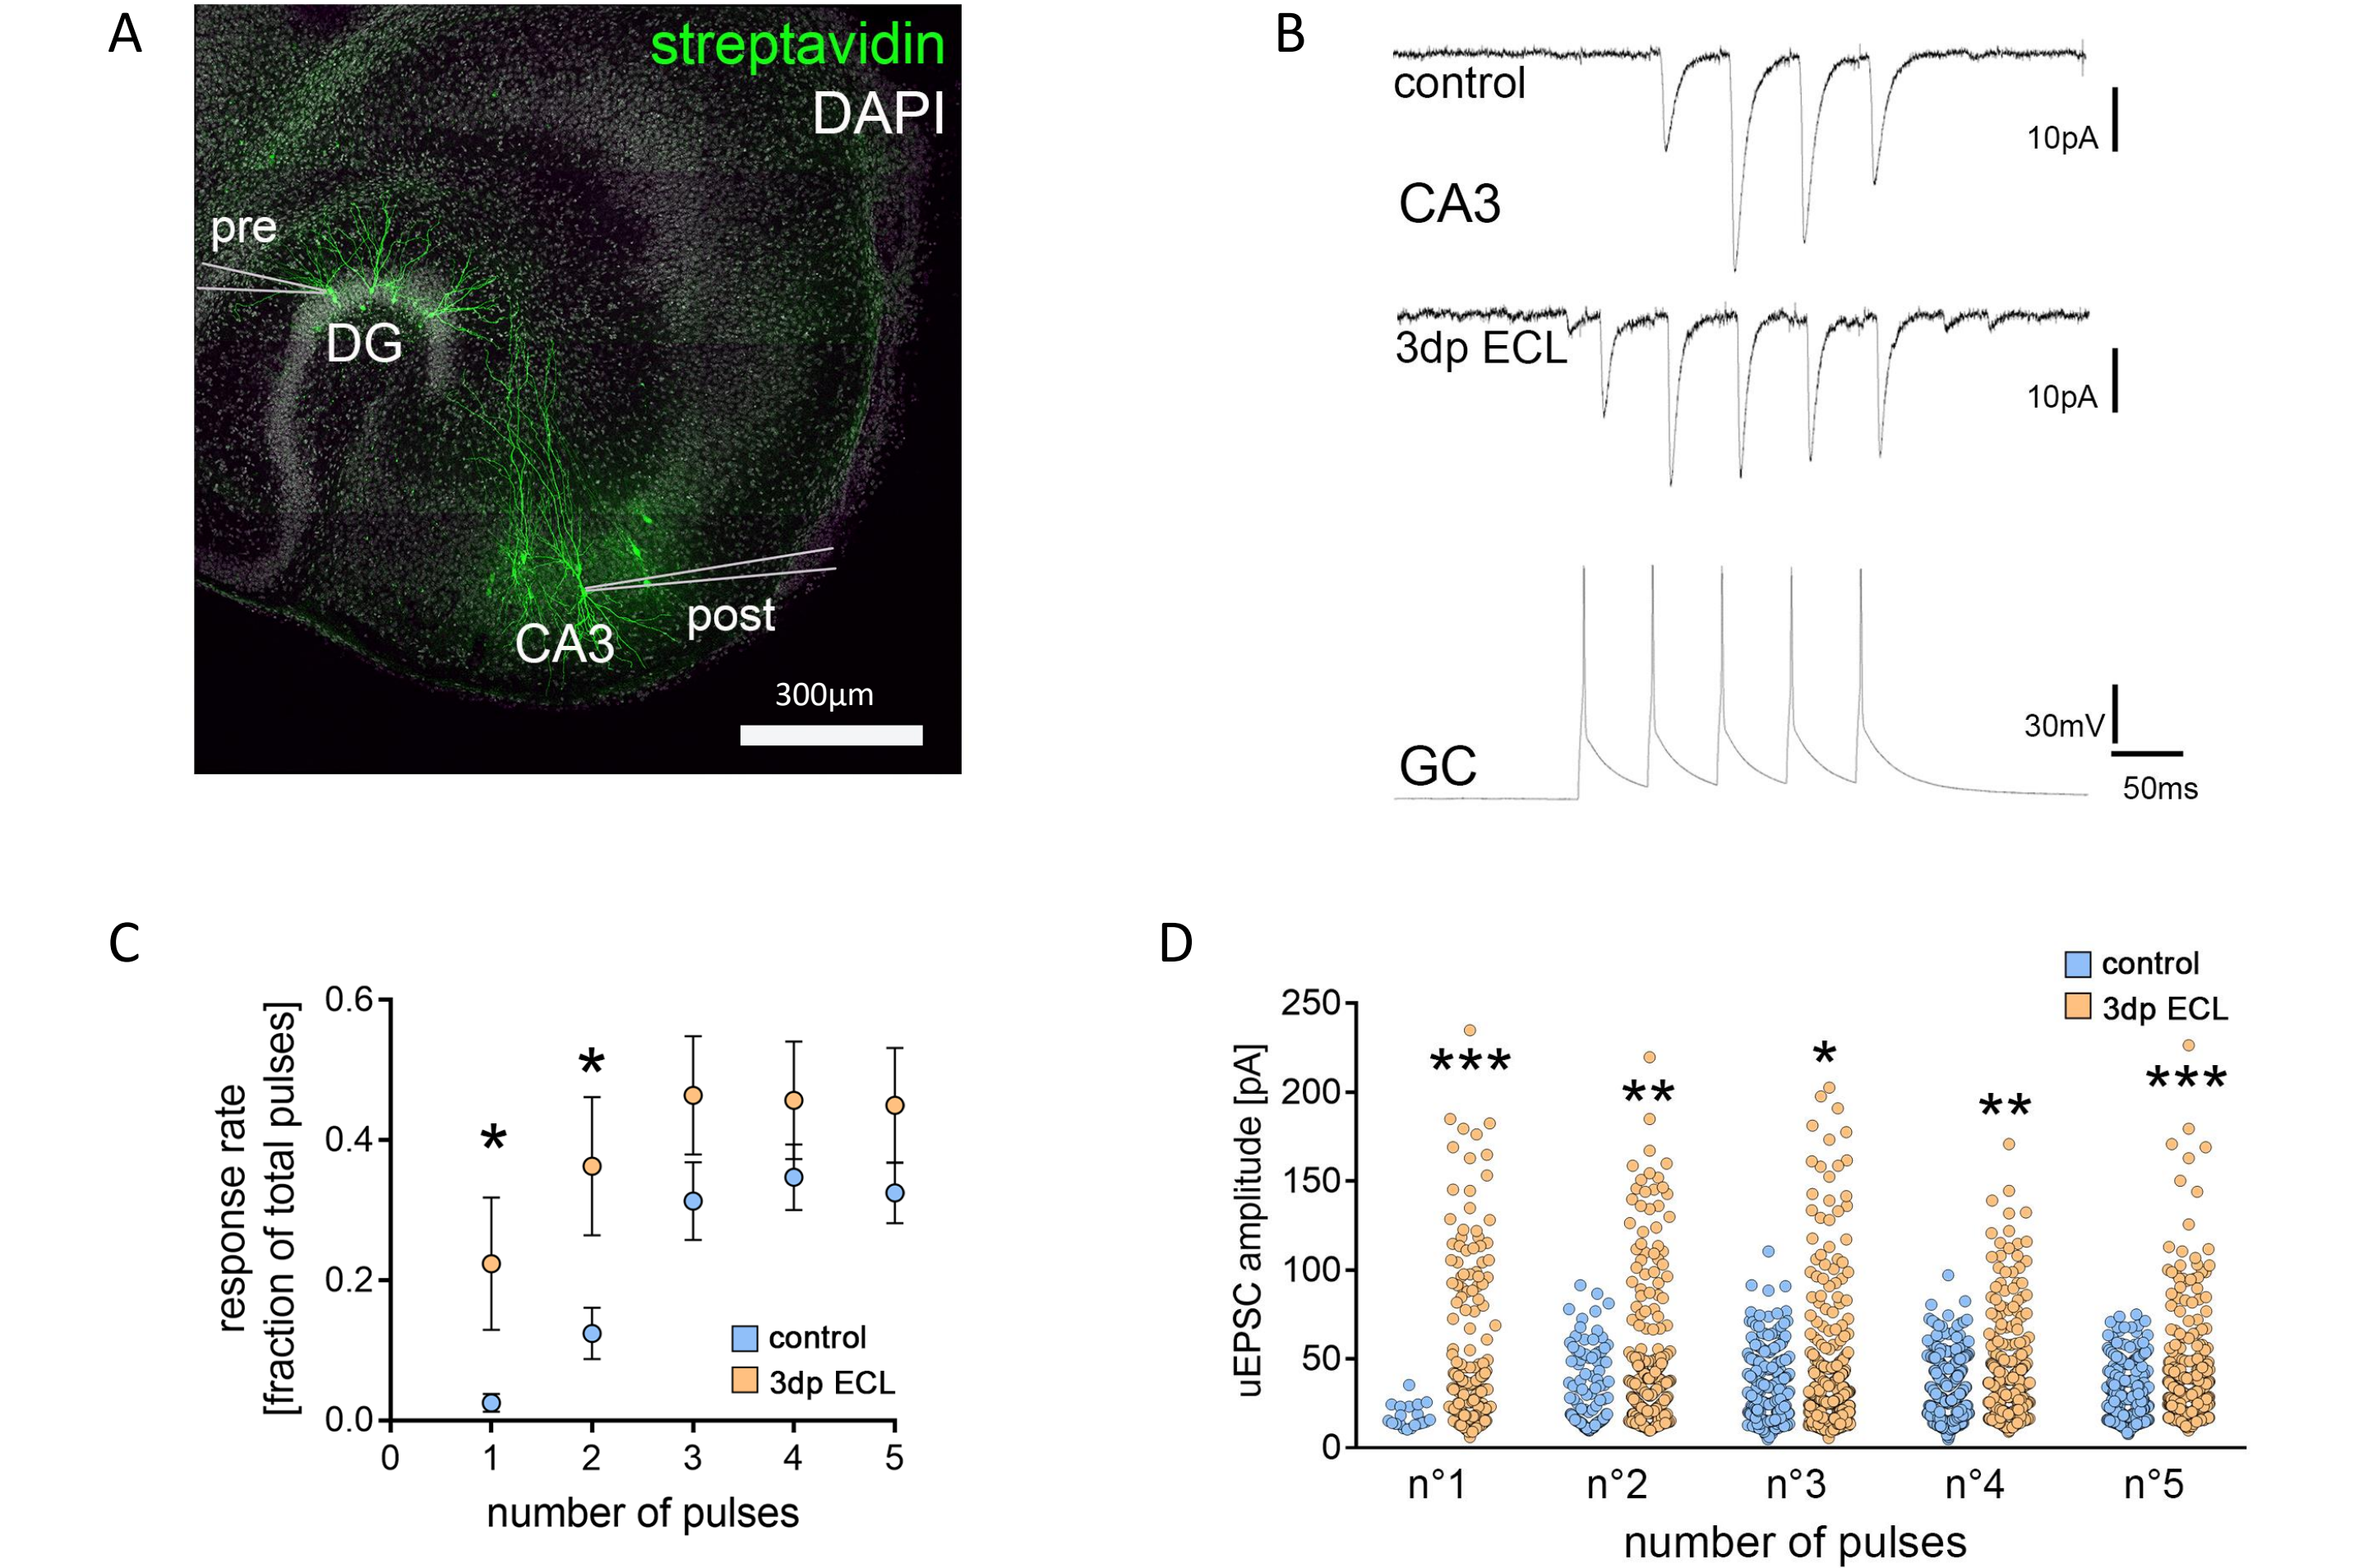 A
streptavidin
DAPI
pre
DG
CA3
post
300µm
B
control
10pA
CA3
3dp ECL
10pA
GC
30mV
50ms
C
response rate
[fraction of total pulses]
0.6
0.4
0.2
0.0
*
*
control
3dp ECL
0 1 2 3 4 5
number of pulses
D
control
3dp ECL
uEPSC amplitude [pA]
250
200
150
100
50
0
*** ** * ** ***
n°1 n°2 n°3 n°4 n°5
number of pulses